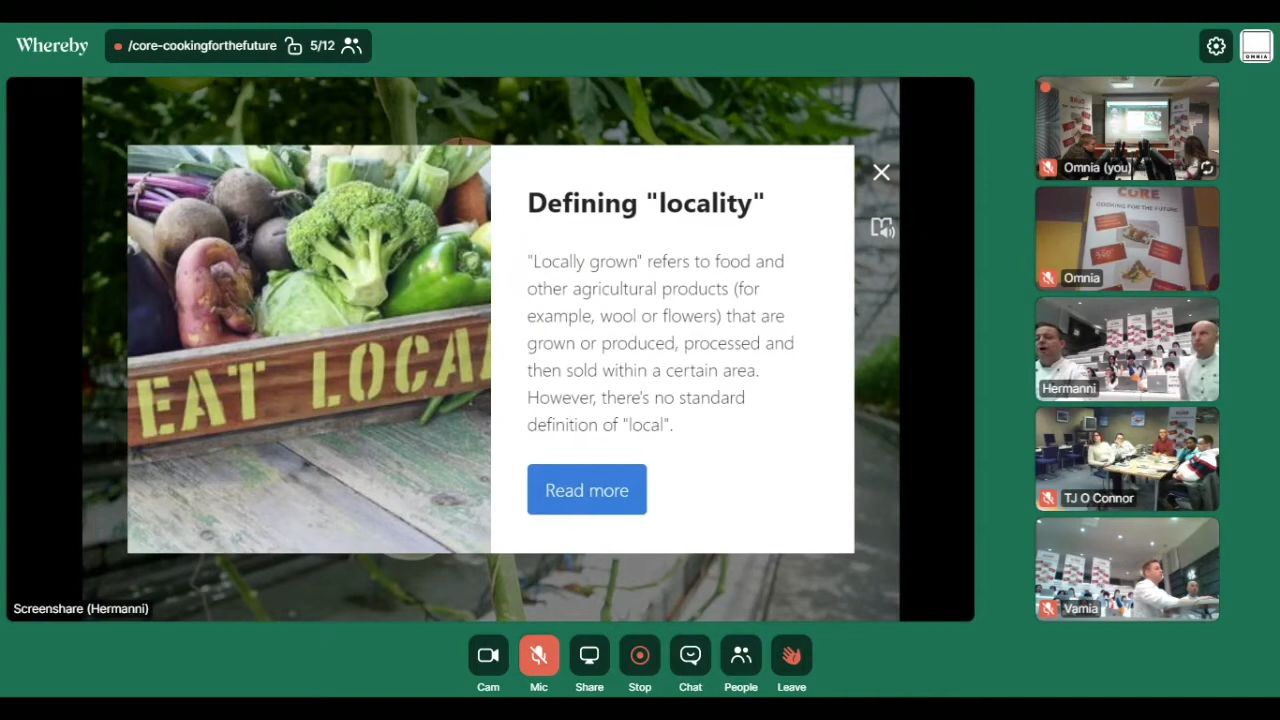 Whereby
/core-cookingforthefuture
5/12
OMNIA
EAT LOCAL
Defining "locality"
"Locally grown" refers to food and
other agricultural products (for
example, wool or flowers) that are
grown or produced, processed and
then sold within a certain area.
However, there's no standard
definition of "local".
Read more
Screenshare (Hermanni)
Omnia (you)
CORE
COOKING FOR THE FUTURE
Omnia
Hermanni
TJ O Connor
Vamia
Cam
Mic
Share
Stop
Chat
People
Leave